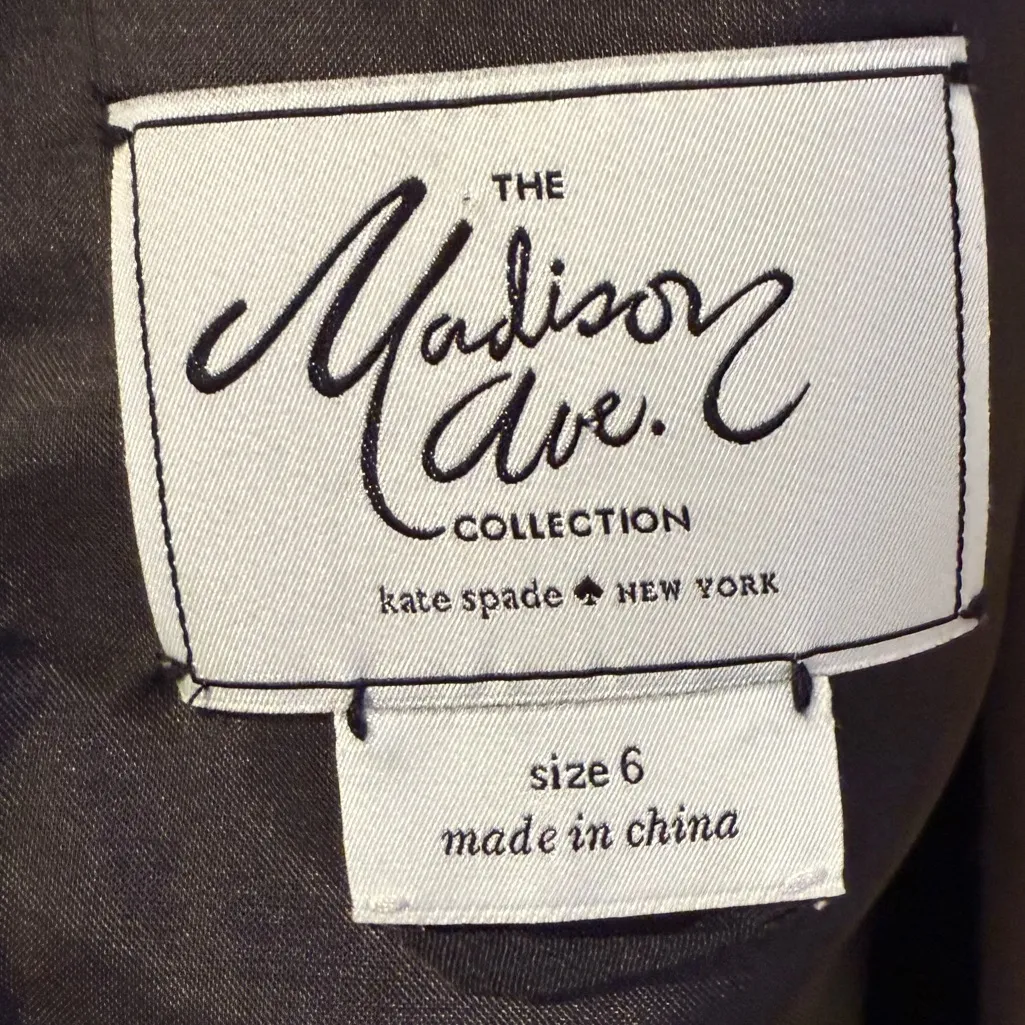 THE
Madison
Ave.
COLLECTION
kate spade ♠ NEW YORK
size 6
made in china